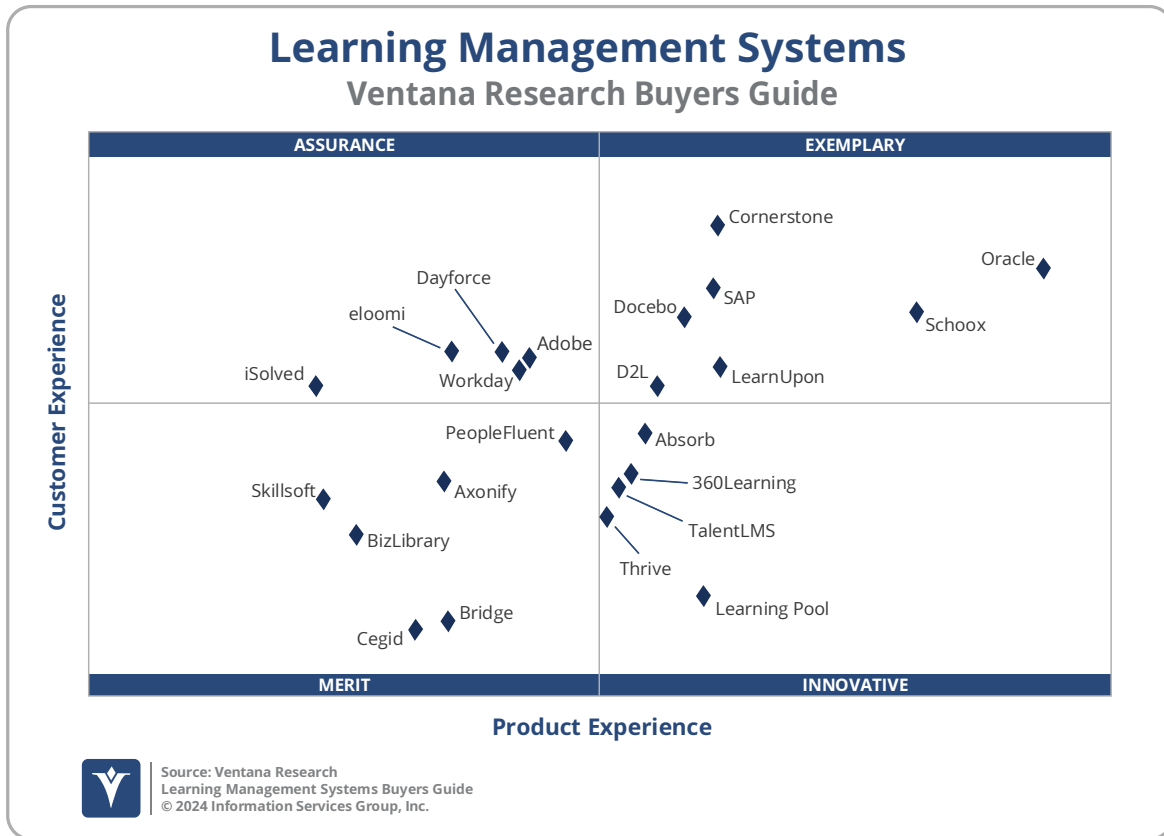 Learning Management Systems
Ventana Research Buyers Guide
ASSURANCE
EXEMPLARY
Customer Experience
Cornerstone
Oracle
Dayforce
SAP
Docebo
eloomi
Schoox
Adobe
iSolved
Workday
D2L
LearnUpon
PeopleFluent
Absorb
360Learning
Skillsoft
Axonify
TalentLMS
BizLibrary
Thrive
Learning Pool
Bridge
Cegid
MERIT
INNOVATIVE
Product Experience
Source: Ventana Research
Learning Management Systems Buyers Guide
© 2024 Information Services Group, Inc.